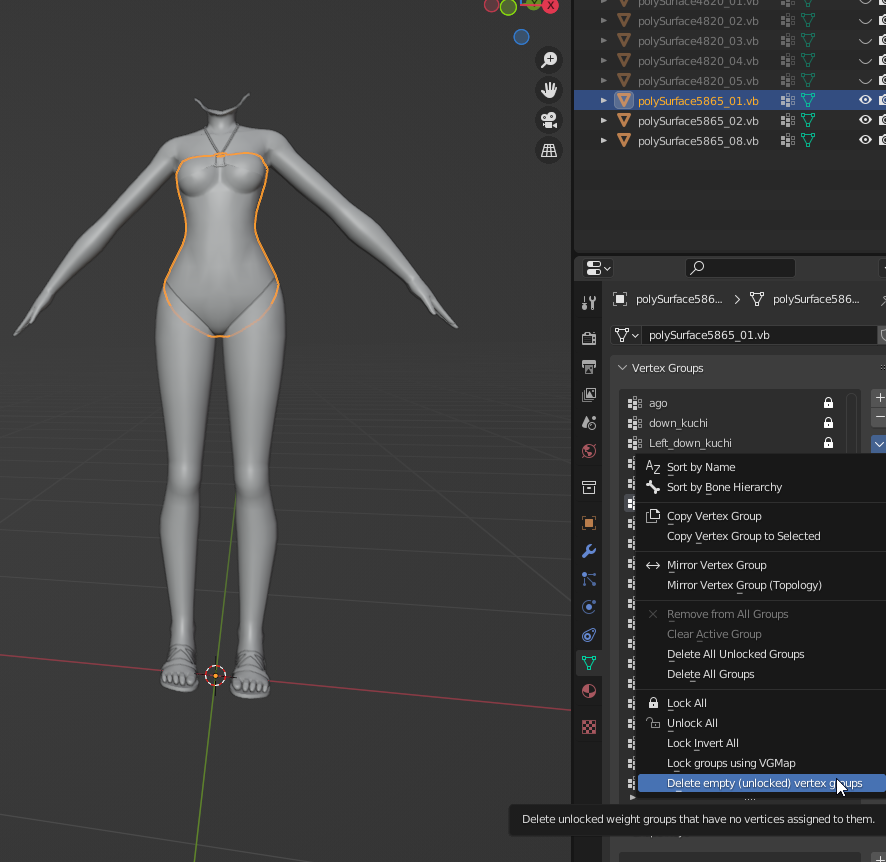 X
polySurface4820_01.vb
polySurface4820_02.vb
polySurface4820_03.vb
polySurface4820_04.vb
polySurface4820_05.vb
polySurface5865_01.vb
polySurface5865_02.vb
polySurface5865_08.vb
polySurface586... > polySurface586...
polySurface5865_01.vb
Vertex Groups
ago
down_kuchi
Left_down_kuchi
Sort by Name
Sort by Bone Hierarchy
Copy Vertex Group
Copy Vertex Group to Selected
Mirror Vertex Group
Mirror Vertex Group (Topology)
Remove from All Groups
Clear Active Group
Delete All Unlocked Groups
Delete All Groups
Lock All
Unlock All
Lock Invert All
Lock groups using VGMap
Delete empty (unlocked) vertex groups
Delete unlocked weight groups that have no vertices assigned to them.